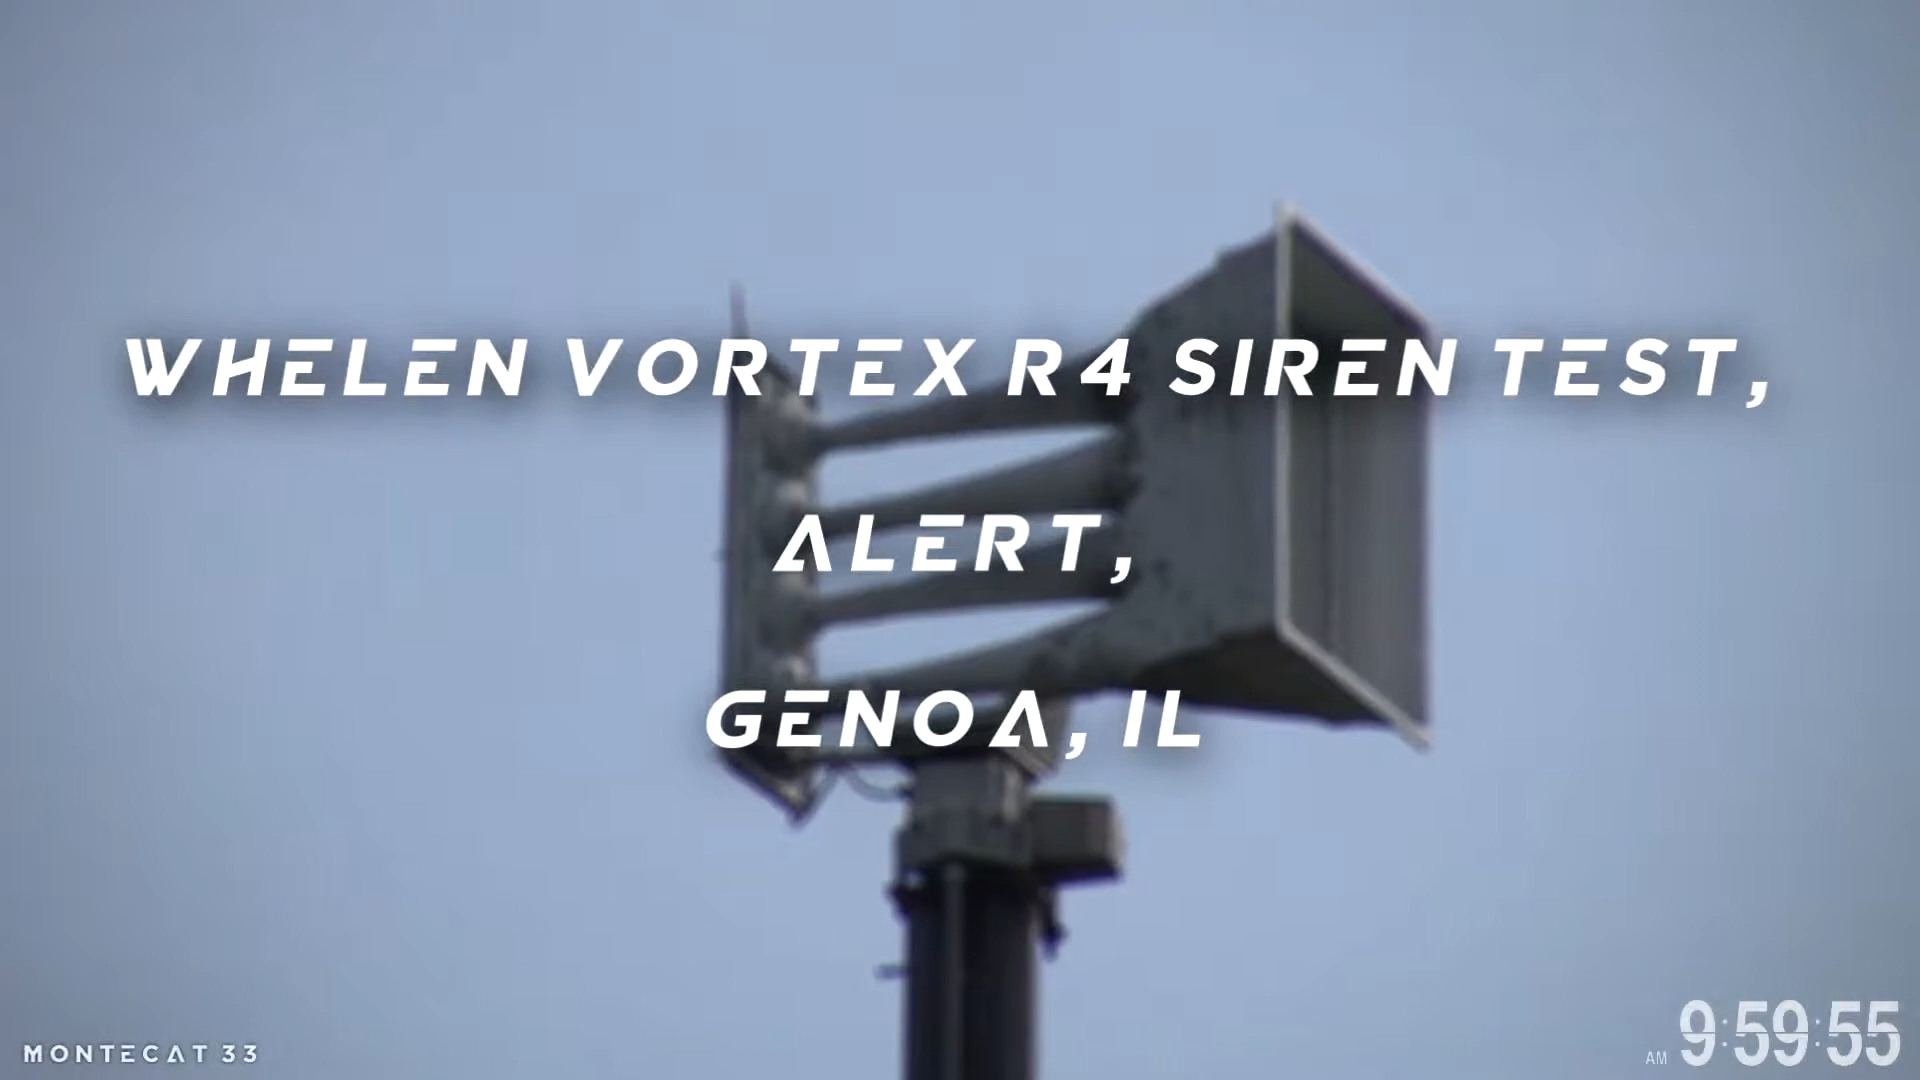 WHELEN VORTEX R4 SIREN TEST,
ALERT,
GENOA, IL
MONTECAT 33
AM 9:59:55